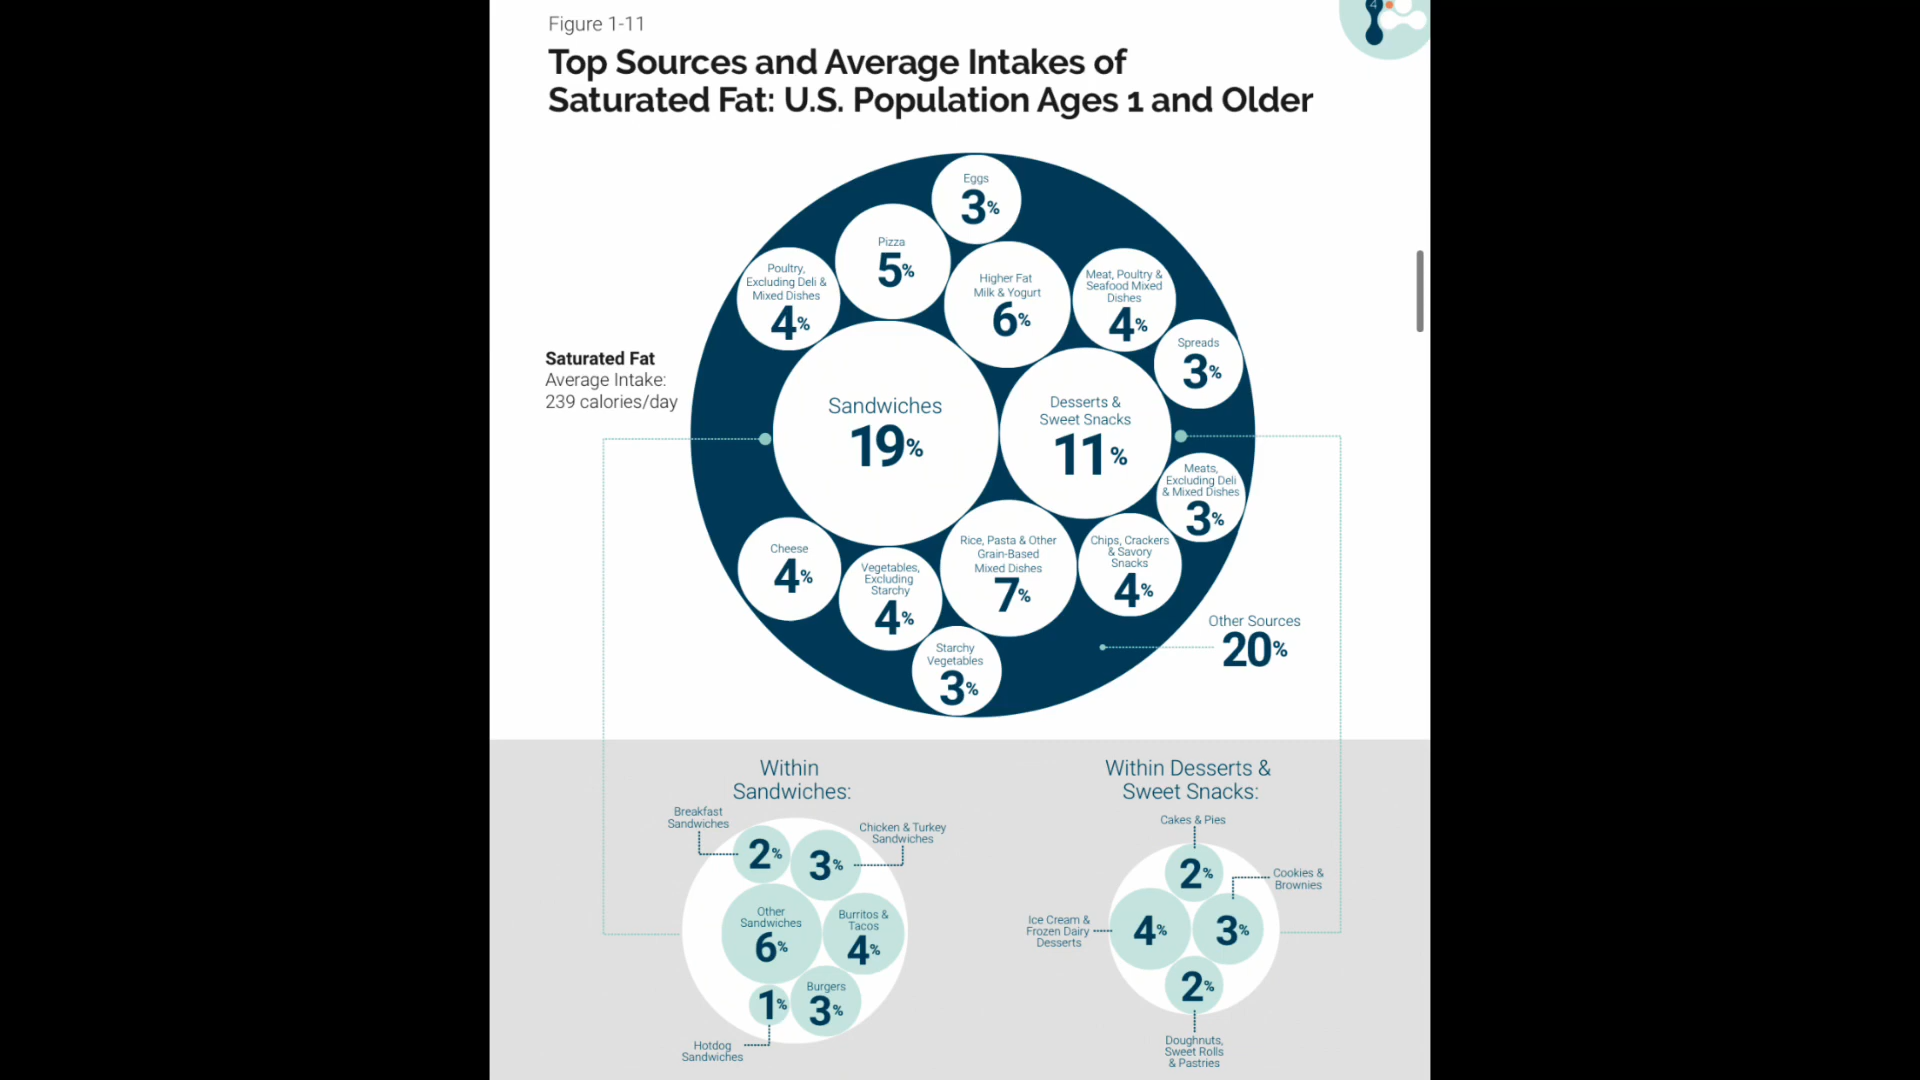 Figure 1-11
4
Top Sources and Average Intakes of
Saturated Fat: U.S. Population Ages 1 and Older
Eggs
3%
Pizza
5%
Poultry,
Excluding Deli &
Mixed Dishes
4%
Higher Fat
Milk & Yogurt
6%
Meat, Poultry &
Seafood Mixed
Dishes
4%
Spreads
3%
Saturated Fat
Average Intake:
239 calories/day
Sandwiches
19%
Desserts &
Sweet Snacks
11%
Meats,
Excluding Deli
& Mixed Dishes
3%
Cheese
4%
Vegetables,
Excluding
Starchy
4%
Rice, Pasta & Other
Grain-Based
Mixed Dishes
7%
Chips, Crackers
& Savory
Snacks
4%
Starchy
Vegetables
3%
Other Sources
20%
Within
Sandwiches:
Breakfast
Sandwiches
2%
Chicken & Turkey
Sandwiches
3%
Other
Sandwiches
6%
Burritos &
Tacos
4%
Burgers
3%
1%
Hotdog
Sandwiches
Within Desserts &
Sweet Snacks:
Cakes & Pies
2%
Cookies &
Brownies
3%
Ice Cream &
Frozen Dairy
Desserts
4%
2%
Doughnuts,
Sweet Rolls
& Pastries